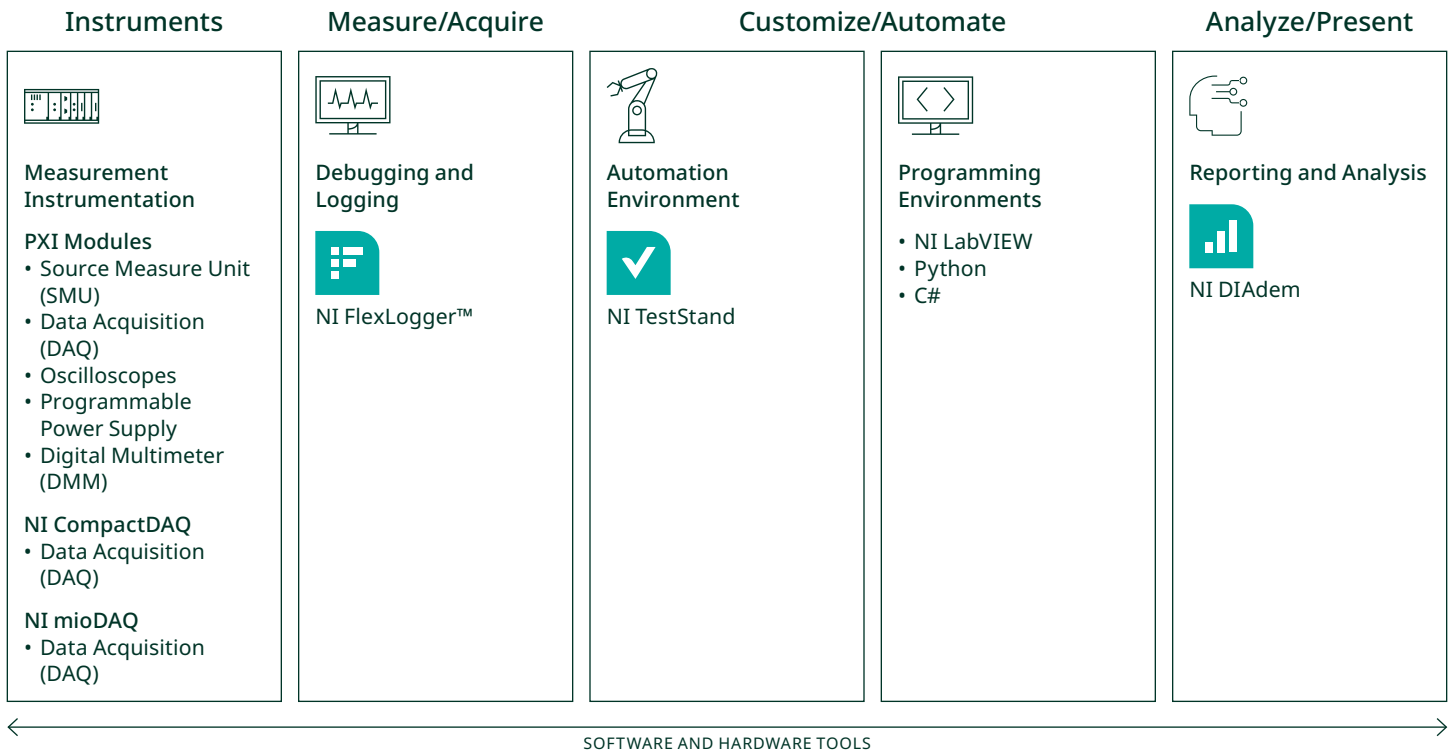 Instruments
Measure/Acquire
Customize/Automate
Analyze/Present
Measurement
Instrumentation
PXI Modules
• Source Measure Unit
(SMU)
• Data Acquisition
(DAQ)
• Oscilloscopes
• Programmable
Power Supply
• Digital Multimeter
(DMM)
NI CompactDAQ
• Data Acquisition
(DAQ)
NI mioDAQ
• Data Acquisition
(DAQ)
Debugging and
Logging
NI FlexLogger™
Automation
Environment
NI TestStand
Programming
Environments
• NI LabVIEW
• Python
• C#
Reporting and Analysis
NI DIAdem
SOFTWARE AND HARDWARE TOOLS